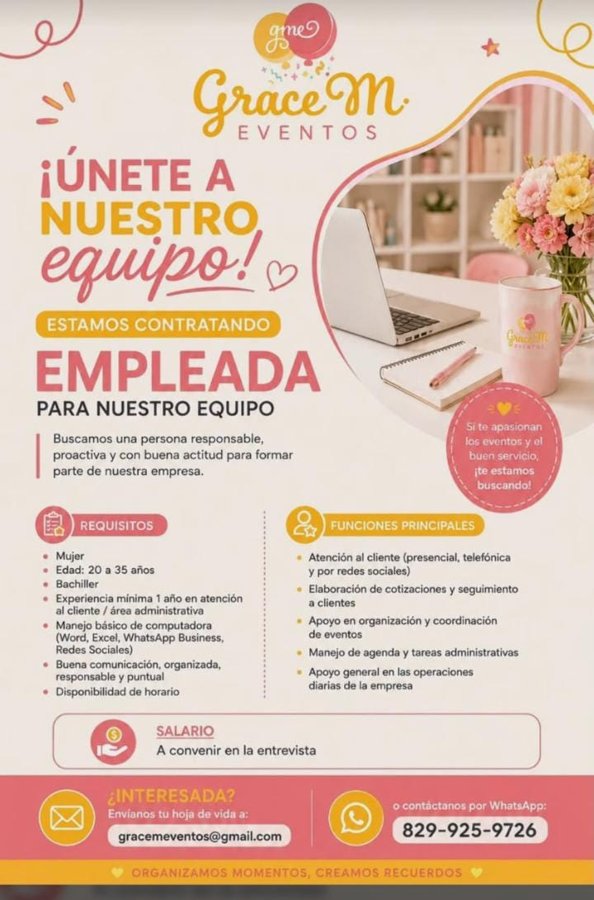 gme
Grace M.
EVENTOS
¡ÚNETE A
NUESTRO
equipo!
ESTAMOS CONTRATANDO
EMPLEADA
PARA NUESTRO EQUIPO
Buscamos una persona responsable,
proactiva y con buena actitud para formar
parte de nuestra empresa.
Grace M.
EVENTOS
Si te apasionan
los eventos y el
buen servicio,
¡te estamos
buscando!
REQUISITOS
• Mujer
• Edad: 20 a 35 años
• Bachiller
• Experiencia mínima 1 año en atención
al cliente / área administrativa
• Manejo básico de computadora
(Word, Excel, WhatsApp Business,
Redes Sociales)
• Buena comunicación, organizada,
responsable y puntual
• Disponibilidad de horario
FUNCIONES PRINCIPALES
• Atención al cliente (presencial, telefónica
y por redes sociales)
• Elaboración de cotizaciones y seguimiento
a clientes
• Apoyo en organización y coordinación
de eventos
• Manejo de agenda y tareas administrativas
• Apoyo general en las operaciones
diarias de la empresa
SALARIO
A convenir en la entrevista
¿INTERESADA?
Envíanos tu hoja de vida a:
gracemeventos@gmail.com
o contáctanos por WhatsApp:
829-925-9726
ORGANIZAMOS MOMENTOS, CREAMOS RECUERDOS